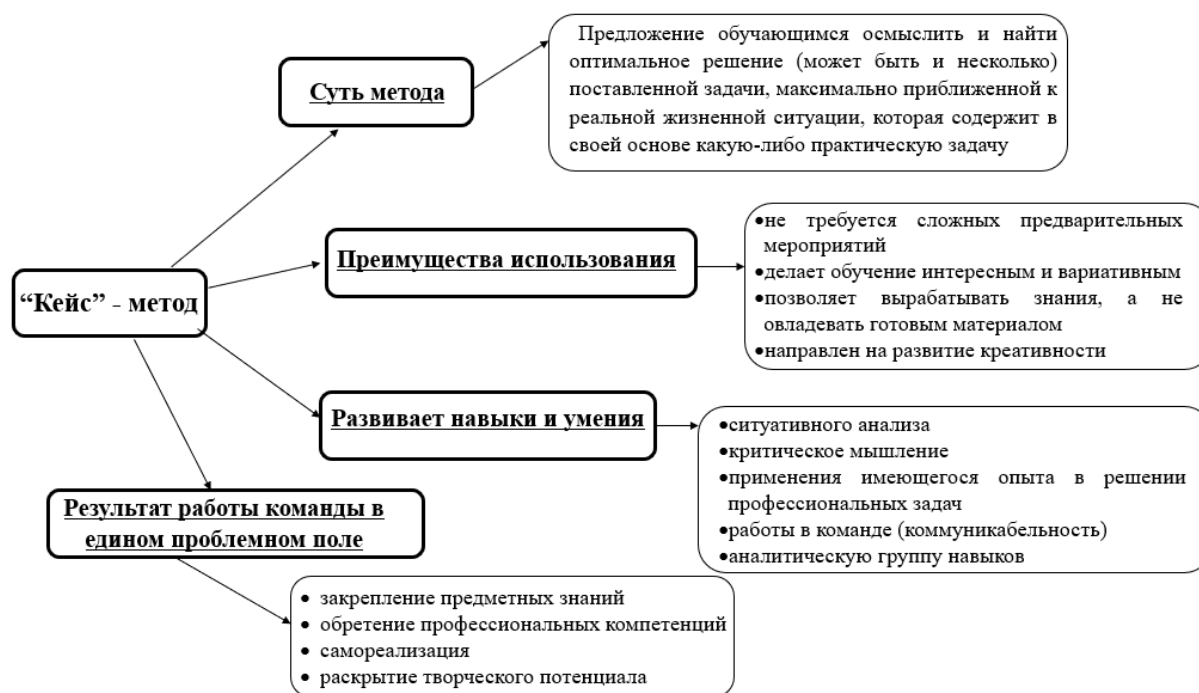 Предложение обучающимся осмыслить и найти
оптимальное решение (может быть и несколько)
поставленной задачи, максимально приближенной к
реальной жизненной ситуации, которая содержит в
своей основе какую-либо практическую задачу
Суть метода
•не требуется сложных предварительных
мероприятий
•делает обучение интересным и вариативным
•позволяет вырабатывать знания, а не
овладевать готовым материалом
•направлен на развитие креативности
Преимущества использования
“Кейс” - метод
Развивает навыки и умения
•ситуативного анализа
•критическое мышление
•применения имеющегося опыта в решении
профессиональных задач
•работы в команде (коммуникабельность)
•аналитическую группу навыков
Результат работы команды в
едином проблемном поле
• закрепление предметных знаний
• обретение профессиональных компетенций
• самореализация
• раскрытие творческого потенциала